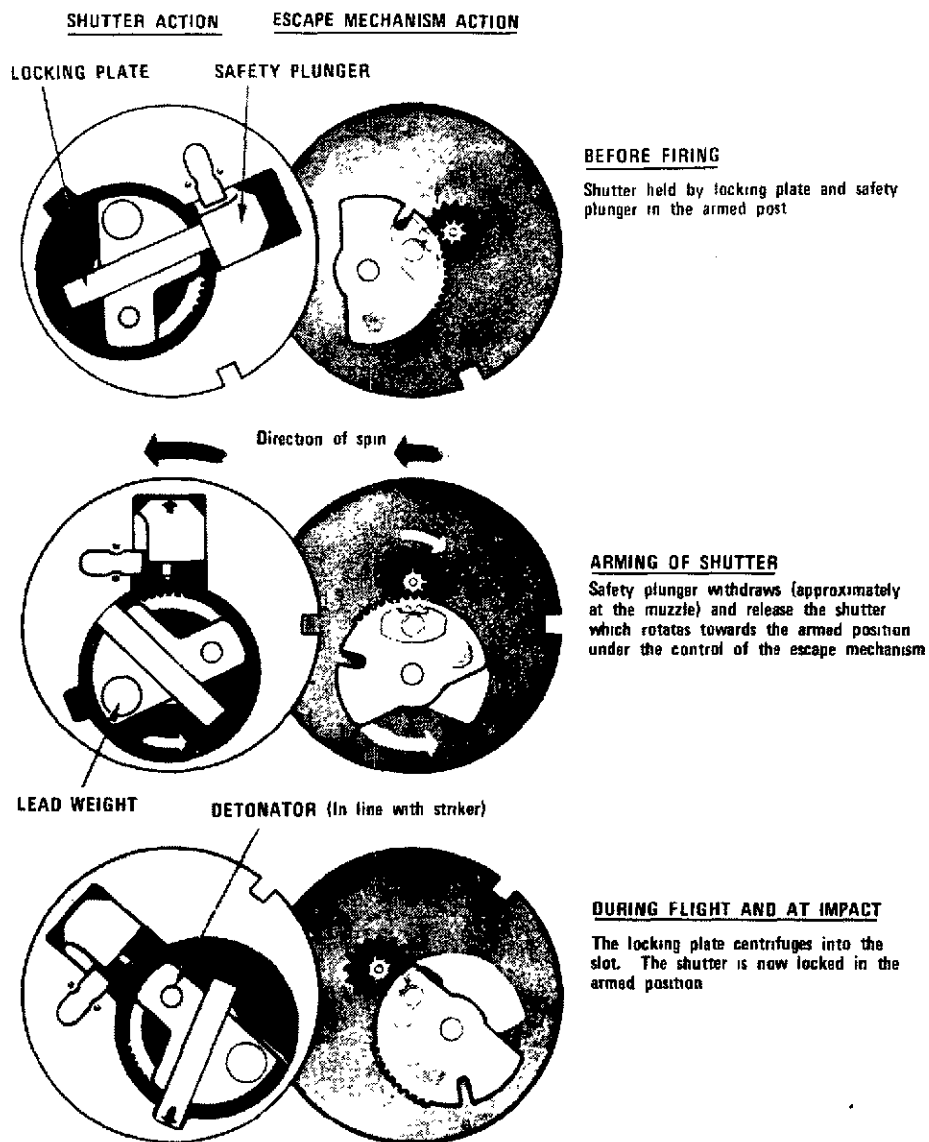 SHUTTER ACTION
ESCAPE MECHANISM ACTION
LOCKING PLATE
SAFETY PLUNGER
BEFORE FIRING
Shutter held by locking plate and safety
plunger in the armed post
Direction of spin
ARMING OF SHUTTER
Safety plunger withdraws (approximately
at the muzzle) and release the shutter
which rotates towards the armed position
under the control of the escape mechanism
LEAD WEIGHT
DETONATOR (In line with striker)
DURING FLIGHT AND AT IMPACT
The locking plate centrifuges into the
slot. The shutter is now locked in the
armed position